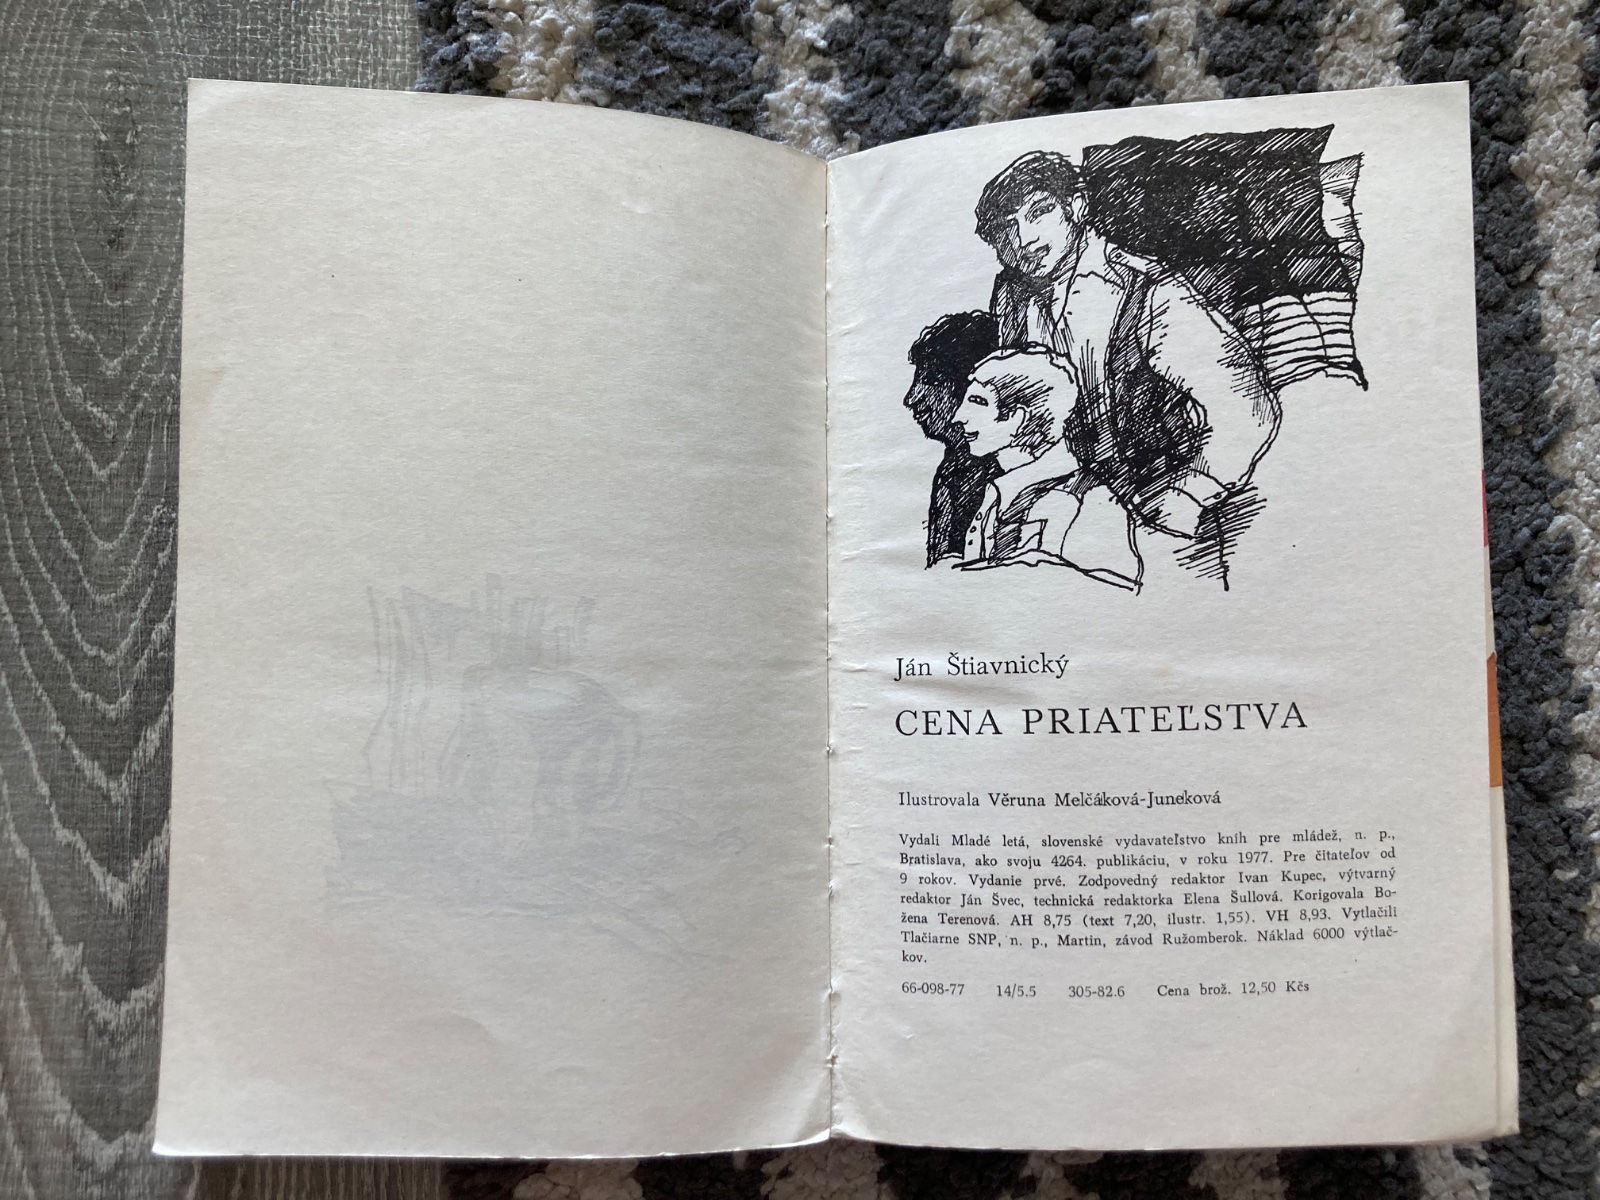 Ján Štiavnický
CENA PRIATEĽSTVA
Ilustrovala Věruna Melčáková-Juneková
Vydali Mladé letá, slovenské vydavateľstvo kníh pre mládež, n. p.,
Bratislava, ako svoju 4264. publikáciu, v roku 1977. Pre čitateľov od
9 rokov. Vydanie prvé. Zodpovedný redaktor Ivan Kupec, výtvarný
redaktor Ján Švec, technická redaktorka Elena Šullová. Korigovala Bo-
žena Terenová. AH 8,75 (text 7,20, ilustr. 1,55). VH 8,93. Vytlačili
Tlačiarne SNP, n. p., Martin, závod Ružomberok. Náklad 6000 výtlač-
kov.
66-098-77 14/5.5 305-82.6 Cena brož. 12,50 Kčs